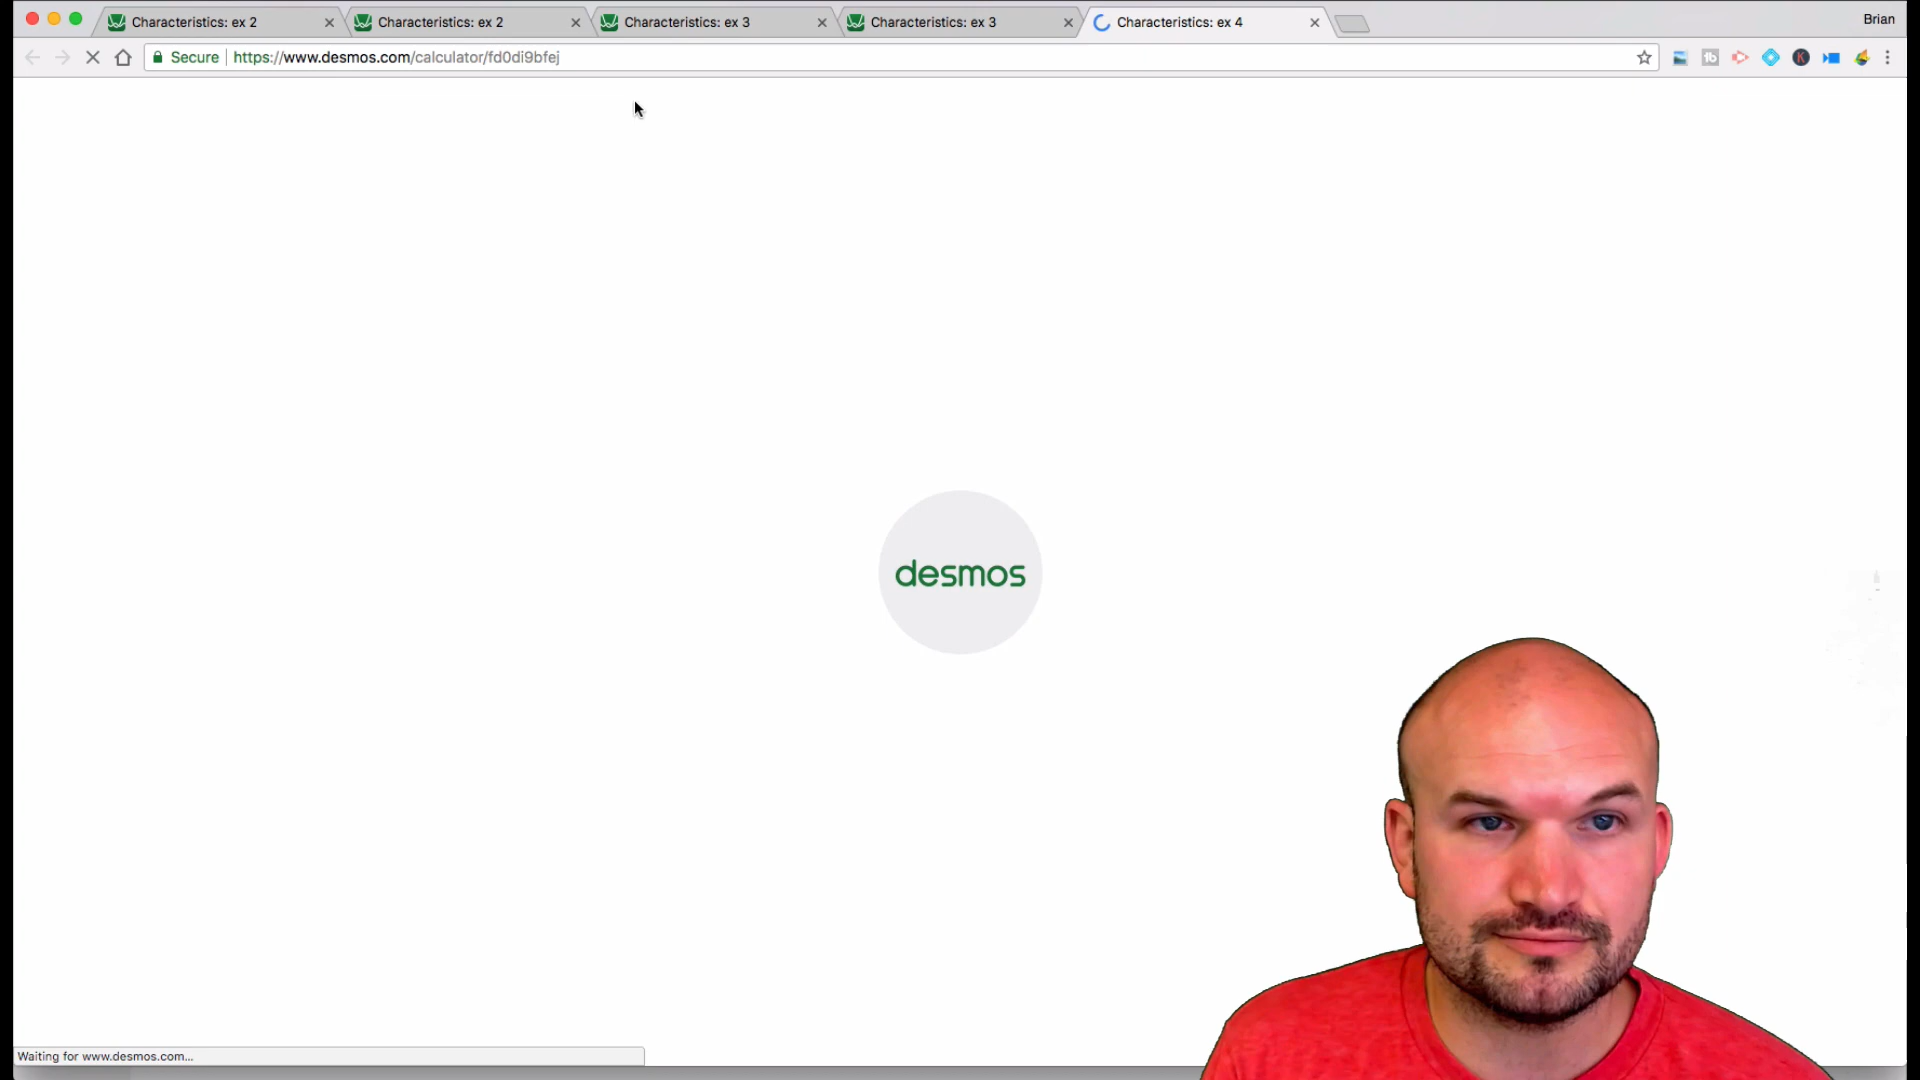 Characteristics: ex 2
Characteristics: ex 2
Characteristics: ex 3
Characteristics: ex 3
Characteristics: ex 4
Brian
Secure
https://www.desmos.com/calculator/fd0di9bfej
desmos
Waiting for www.desmos.com...